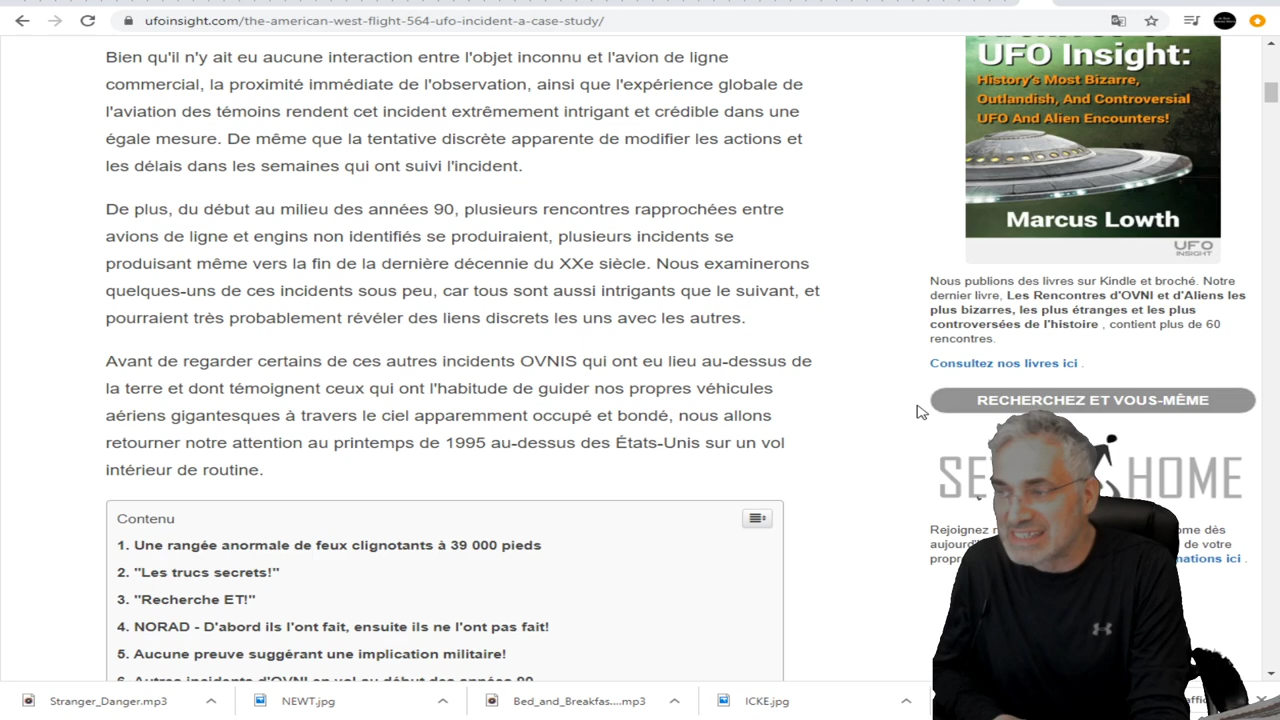 ufoinsight.com/the-american-west-flight-564-ufo-incident-a-case-study/
Bien qu'il n'y ait eu aucune interaction entre l'objet inconnu et l'avion de ligne
commercial, la proximité immédiate de l'observation, ainsi que l'expérience globale de
l'aviation des témoins rendent cet incident extrêmement intrigant et crédible dans une
égale mesure. De même que la tentative discrète apparente de modifier les actions et
les délais dans les semaines qui ont suivi l'incident.
De plus, du début au milieu des années 90, plusieurs rencontres rapprochées entre
avions de ligne et engins non identifiés se produiraient, plusieurs incidents se
produisant même vers la fin de la dernière décennie du XXe siècle. Nous examinerons
quelques-uns de ces incidents sous peu, car tous sont aussi intrigants que le suivant, et
pourraient très probablement révéler des liens discrets les uns avec les autres.
Avant de regarder certains de ces autres incidents OVNIS qui ont eu lieu au-dessus de
la terre et dont témoignent ceux qui ont l'habitude de guider nos propres véhicules
aériens gigantesques à travers le ciel apparemment occupé et bondé, nous allons
retourner notre attention au printemps de 1995 au-dessus des États-Unis sur un vol
intérieur de routine.
Contenu
1. Une rangée anormale de feux clignotants à 39 000 pieds
2. "Les trucs secrets!"
3. "Recherche ET!"
4. NORAD - D'abord ils l'ont fait, ensuite ils ne l'ont pas fait!
5. Aucune preuve suggérant une implication militaire!
6. Autres incidents d'OVNI en vol au début des années 90
UFO Insight:
History's Most Bizarre,
Outlandish, And Controversial
UFO And Alien Encounters!
Marcus Lowth
UFO
INSIGHT
Nous publions des livres sur Kindle et broché. Notre
dernier livre, Les Rencontres d'OVNI et d'Aliens les
plus bizarres, les plus étranges et les plus
controversées de l'histoire , contient plus de 60
rencontres.
Consultez nos livres ici .
RECHERCHEZ ET VOUS-MÊME
HOME
Rejoignez
ome dès
aujourd'
de votre
ici .
Stranger_Danger.mp3
NEWT.jpg
Bed_and_Breakfas....mp3
ICKE.jpg